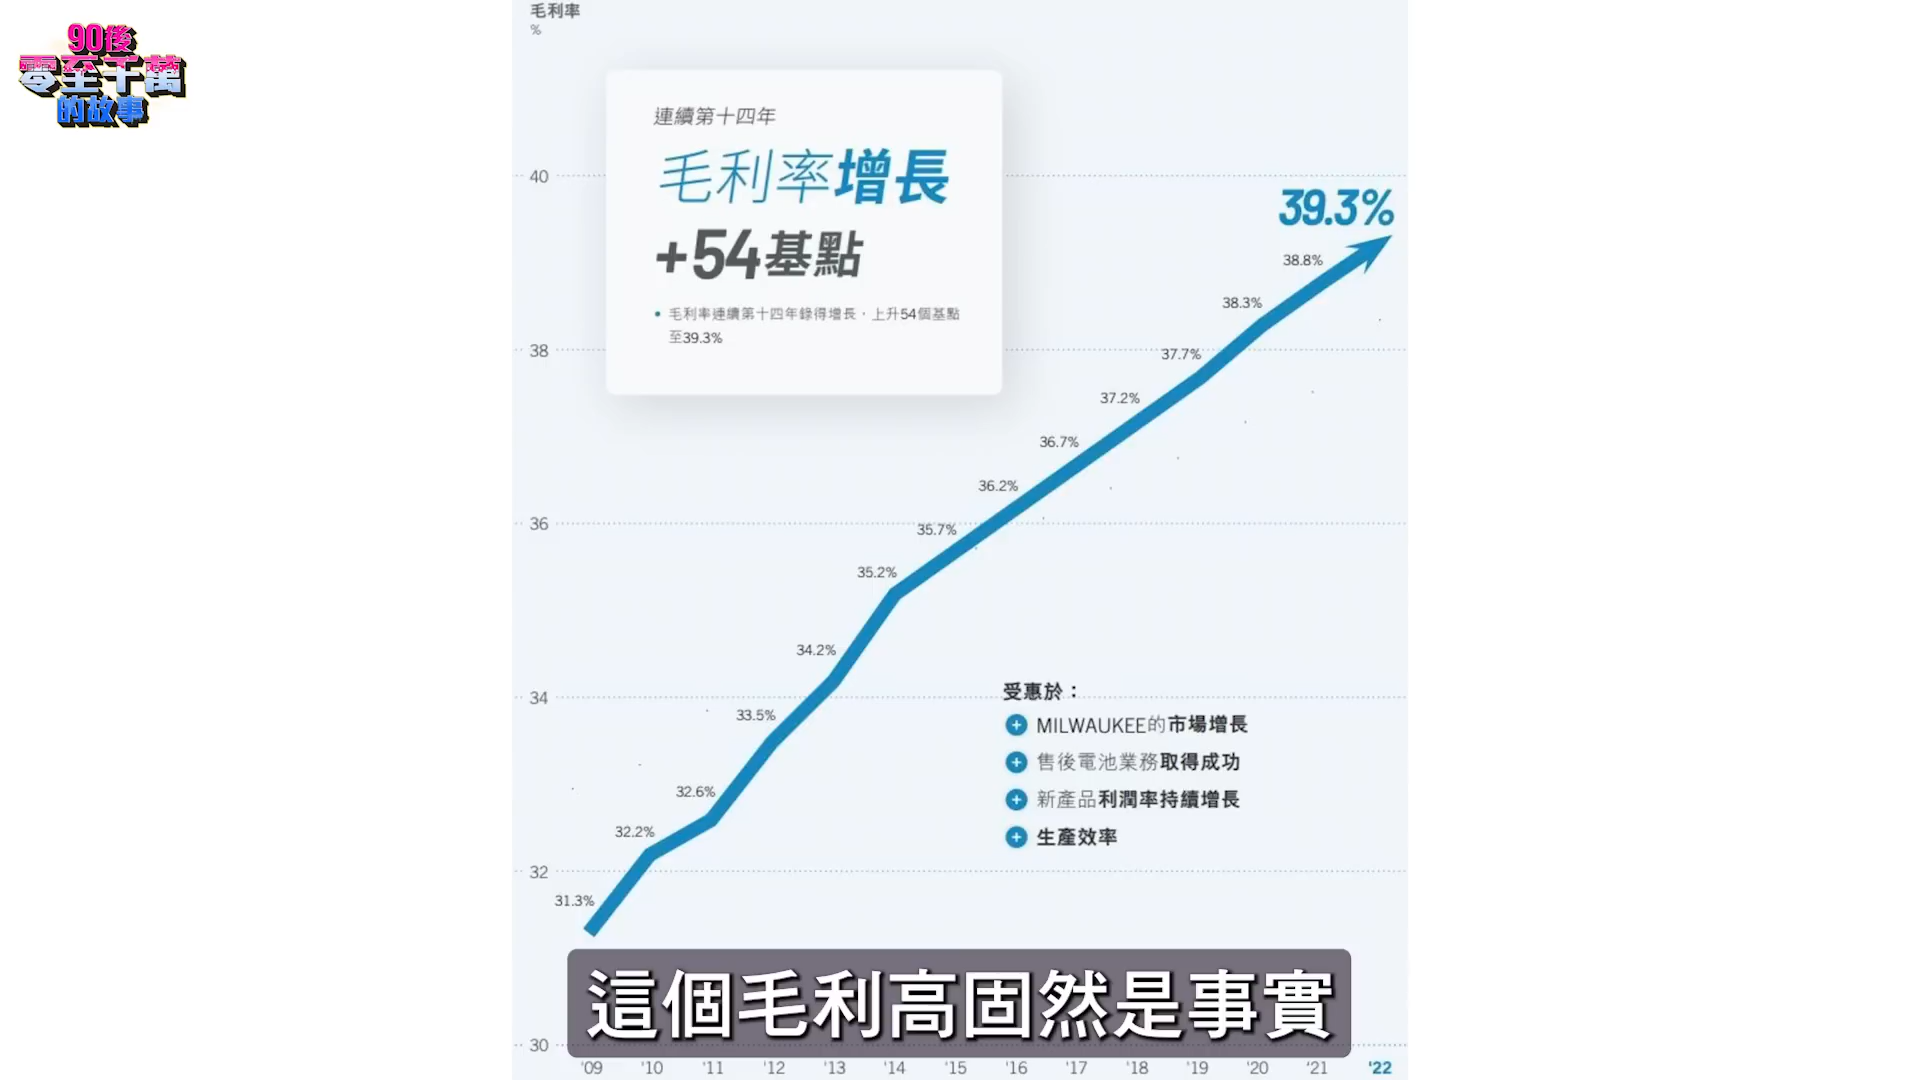 90後
零至千萬
的故事
毛利率
%
連續第十四年
毛利率增長
+54基點
• 毛利率連續第十四年錄得增長，上升54個基點
至39.3%
40
38
36
34
32
30
39.3%
38.8%
38.3%
37.7%
37.2%
36.7%
36.2%
35.7%
35.2%
34.2%
33.5%
32.6%
32.2%
31.3%
受惠於：
MILWAUKEE的市場增長
售後電池業務取得成功
新產品利潤率持續增長
生產效率
這個毛利高固然是事實
'09 '10 '11 '12 '13 '14 '15 '16 '17 '18 '19 '20 '21 '22